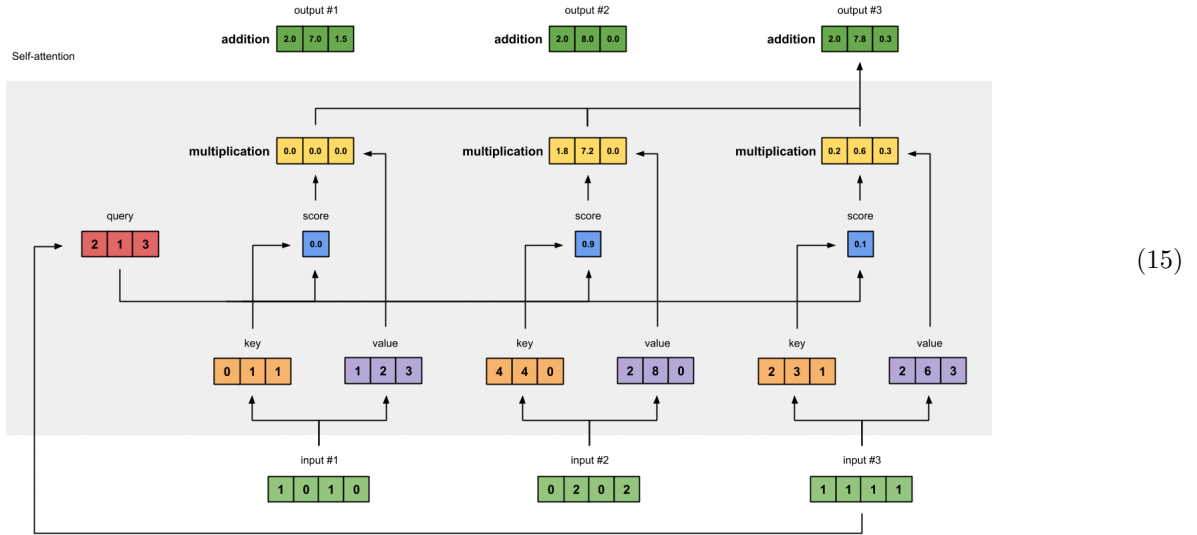 output #1 output #2 output #3
addition 2.0 7.0 1.5 addition 2.0 8.0 0.0 addition 2.0 7.8 0.3
Self-attention
multiplication 0.0 0.0 0.0 multiplication 1.8 7.2 0.0 multiplication 0.2 0.6 0.3
query score score score
2 1 3 0.0 0.9 0.1
(15)
key value key value key value
0 1 1 1 2 3 4 4 0 2 8 0 2 3 1 2 6 3
input #1 input #2 input #3
1 0 1 0 0 2 0 2 1 1 1 1